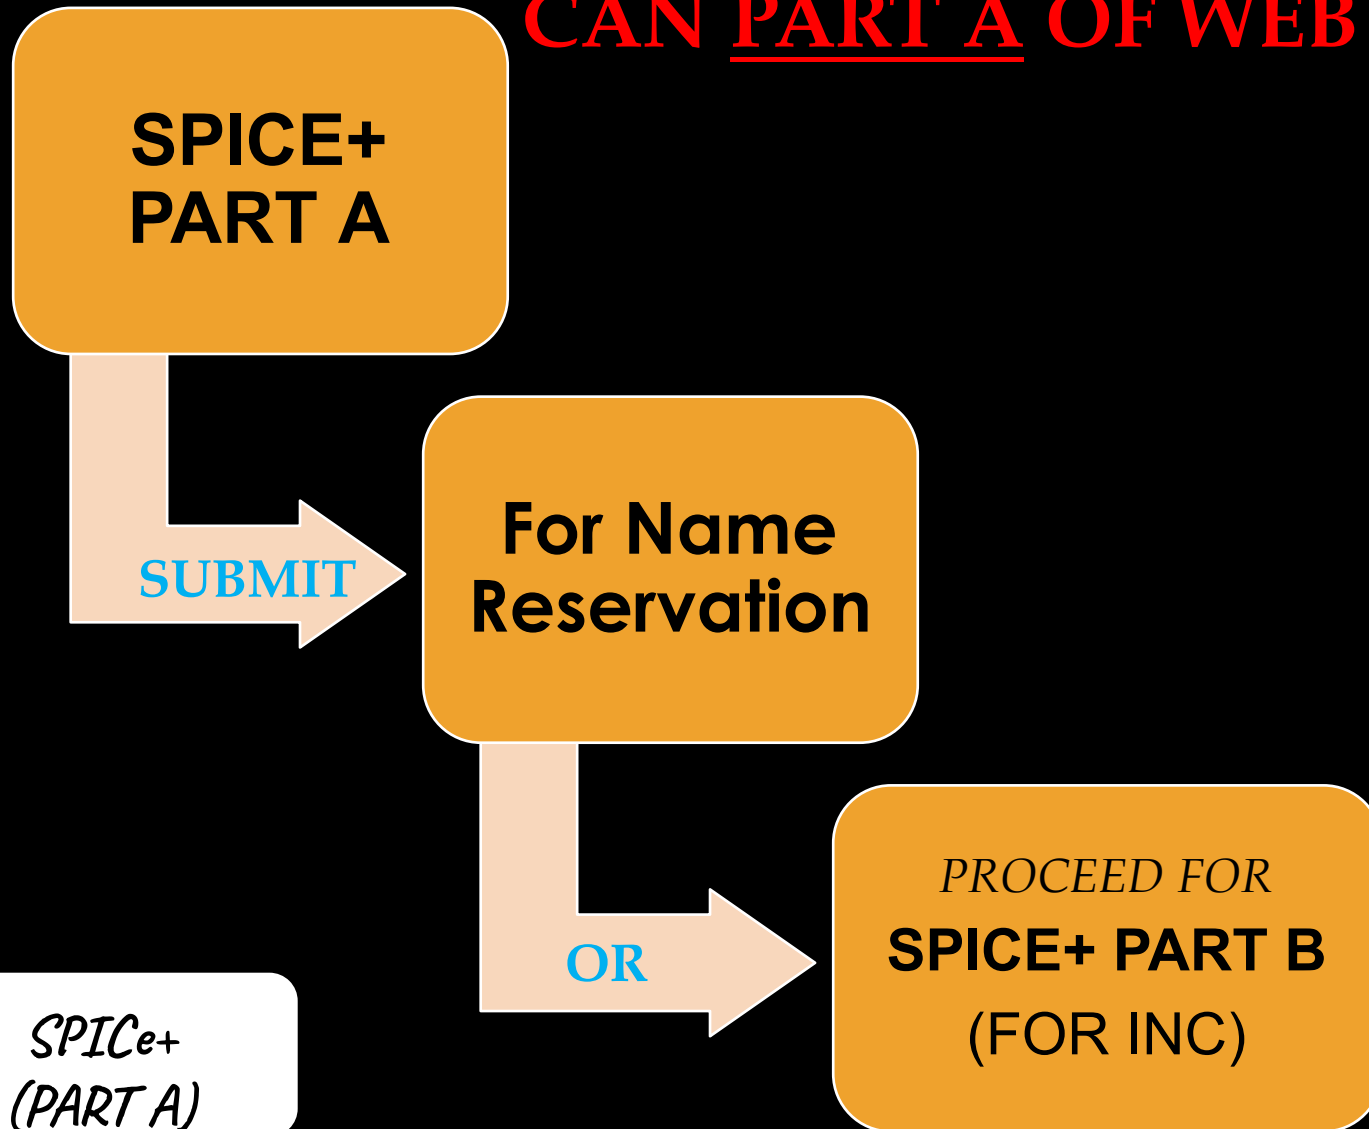 CAN PART A OF WEB
SPICE+
PART A
SUBMIT
For Name
Reservation
OR
PROCEED FOR
SPICE+ PART B
(FOR INC)
SPICe+
(PART A)